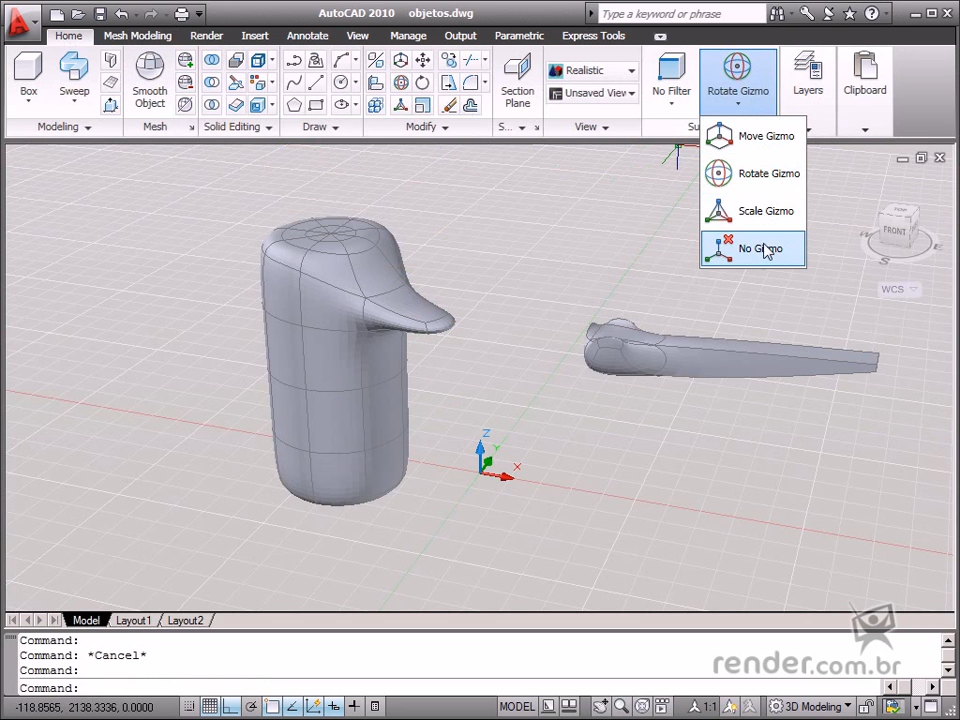 AutoCAD 2010 objetos.dwg
Type a keyword or phrase
Home Mesh Modeling Render Insert Annotate View Manage Output Parametric Express Tools
Box Sweep Smooth Object Section Plane Realistic Unsaved View No Filter Rotate Gizmo Layers Clipboard
Modeling Mesh Solid Editing Draw Modify S... View Su
Move Gizmo
Rotate Gizmo
Scale Gizmo
No Gizmo
TOP
FRONT
W E
S
WCS
Z
Y
X
Model Layout1 Layout2
Command:
Command: *Cancel*
Command:
Command:
render.com.br
-118.8565, 2138.3336, 0.0000 MODEL 1:1 3D Modeling